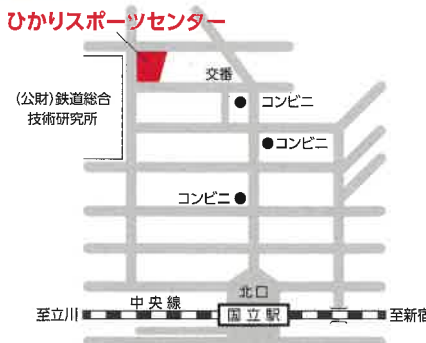 ひかりスポーツセンター
交番
(公財)鉄道総合
技術研究所
コンビニ
コンビニ
コンビニ
北口
中央線
至立川
国立駅
至新宿